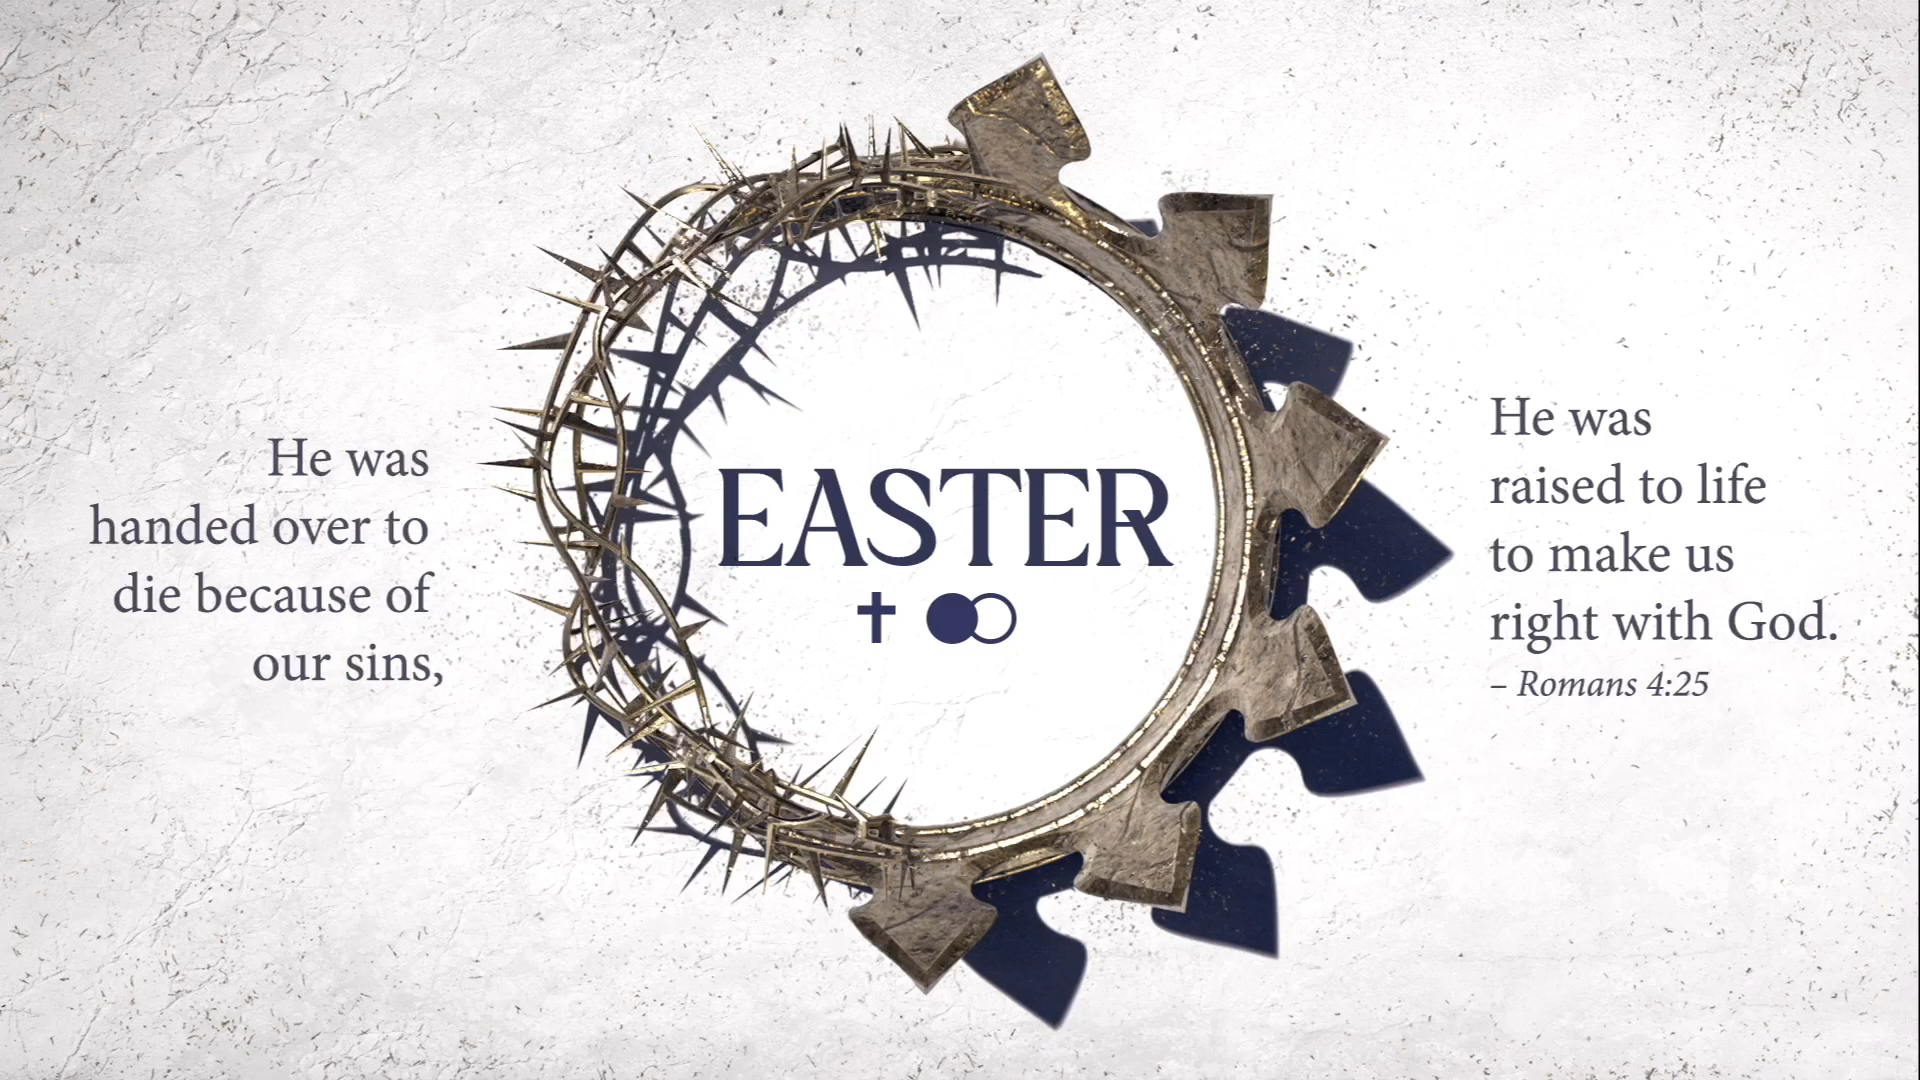 He was
handed over to
die because of
our sins,
EASTER
He was
raised to life
to make us
right with God.
– Romans 4:25